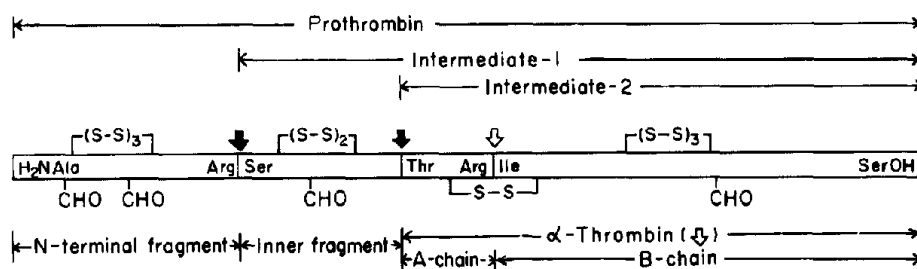 Prothrombin
Intermediate-1
Intermediate-2
(S-S)₃ (S-S)₂ (S-S)₃
H₂NAla Arg Ser Thr Arg Ile SerOH
CHO CHO CHO S-S CHO
N-terminal fragment Inner fragment α-Thrombin (⇩)
A-chain B-chain